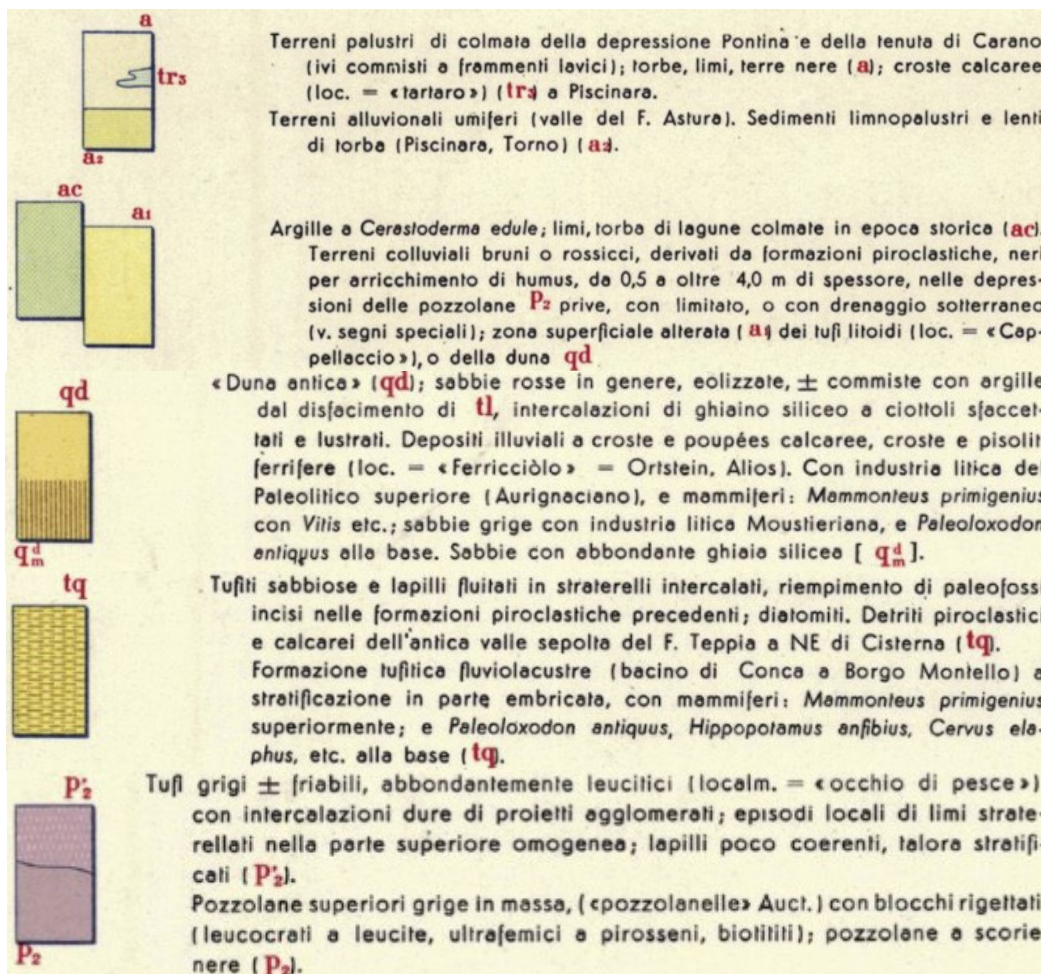 a
Terreni palustri di colmata della depressione Pontina e della tenuta di Carano
(ivi commisti a frammenti lavici); torbe, limi, terre nere (a); croste calcaree
tr3
(loc. = «tartaro») (tr3) a Piscinara.
Terreni alluvionali umiferi (valle del F. Astura). Sedimenti limnopalustri e lenti
di torba (Piscinara, Torno) (a2).
a2
ac
a1
Argille a Cerastoderma edule; limi, torba di lagune colmate in epoca storica (ac).
Terreni colluviali bruni o rossicci, derivati da formazioni piroclastiche, neri
per arricchimento di humus, da 0,5 a oltre 4,0 m di spessore, nelle depres-
sioni delle pozzolane P2 prive, con limitato, o con drenaggio sotterraneo
(v. segni speciali); zona superficiale alterata (a1) dei tufi litoidi (loc. = «Cap-
pellaccio»), o della duna qd
qd
«Duna antica» (qd); sabbie rosse in genere, eolizzate, ± commiste con argille
dal disfacimento di tl, intercalazioni di ghiaino siliceo a ciottoli sfaccet-
tati e lustrati. Depositi illuviali a croste e poupées calcaree, croste e pisoliti
ferrifere (loc. = «Ferricciòlo» = Ortstein, Alios). Con industria litica del
Paleolitico superiore (Aurignaciano), e mammiferi: Mammonteus primigenius
con Vitis etc.; sabbie grige con industria litica Moustieriana, e Paleoloxodon
antiquus alla base. Sabbie con abbondante ghiaia silicea [ qdm ].
qdm
tq
Tufiti sabbiose e lapilli fluitati in straterelli intercalati, riempimento di paleofossi
incisi nelle formazioni piroclastiche precedenti; diatomiti. Detriti piroclastici
e calcarei dell'antica valle sepolta del F. Teppia a NE di Cisterna (tq).
Formazione tufitica fluviolacustre (bacino di Conca a Borgo Montello) a
stratificazione in parte embricata, con mammiferi: Mammonteus primigenius
superiormente; e Paleoloxodon antiquus, Hippopotamus anfibius, Cervus ela-
phus, etc. alla base (tq).
p'2
Tufi grigi ± friabili, abbondantemente leucitici (localm. = «occhio di pesce»)
con intercalazioni dure di proietti agglomerati; episodi locali di limi strate-
rellati nella parte superiore omogenea; lapilli poco coerenti, talora stratifi-
cati (p'2).
Pozzolane superiori grige in massa, («pozzolanelle» Auct.) con blocchi rigettati
(leucocrati a leucite, ultrafemici a pirosseni, biotititi); pozzolane a scorie
nere (p2).
p2